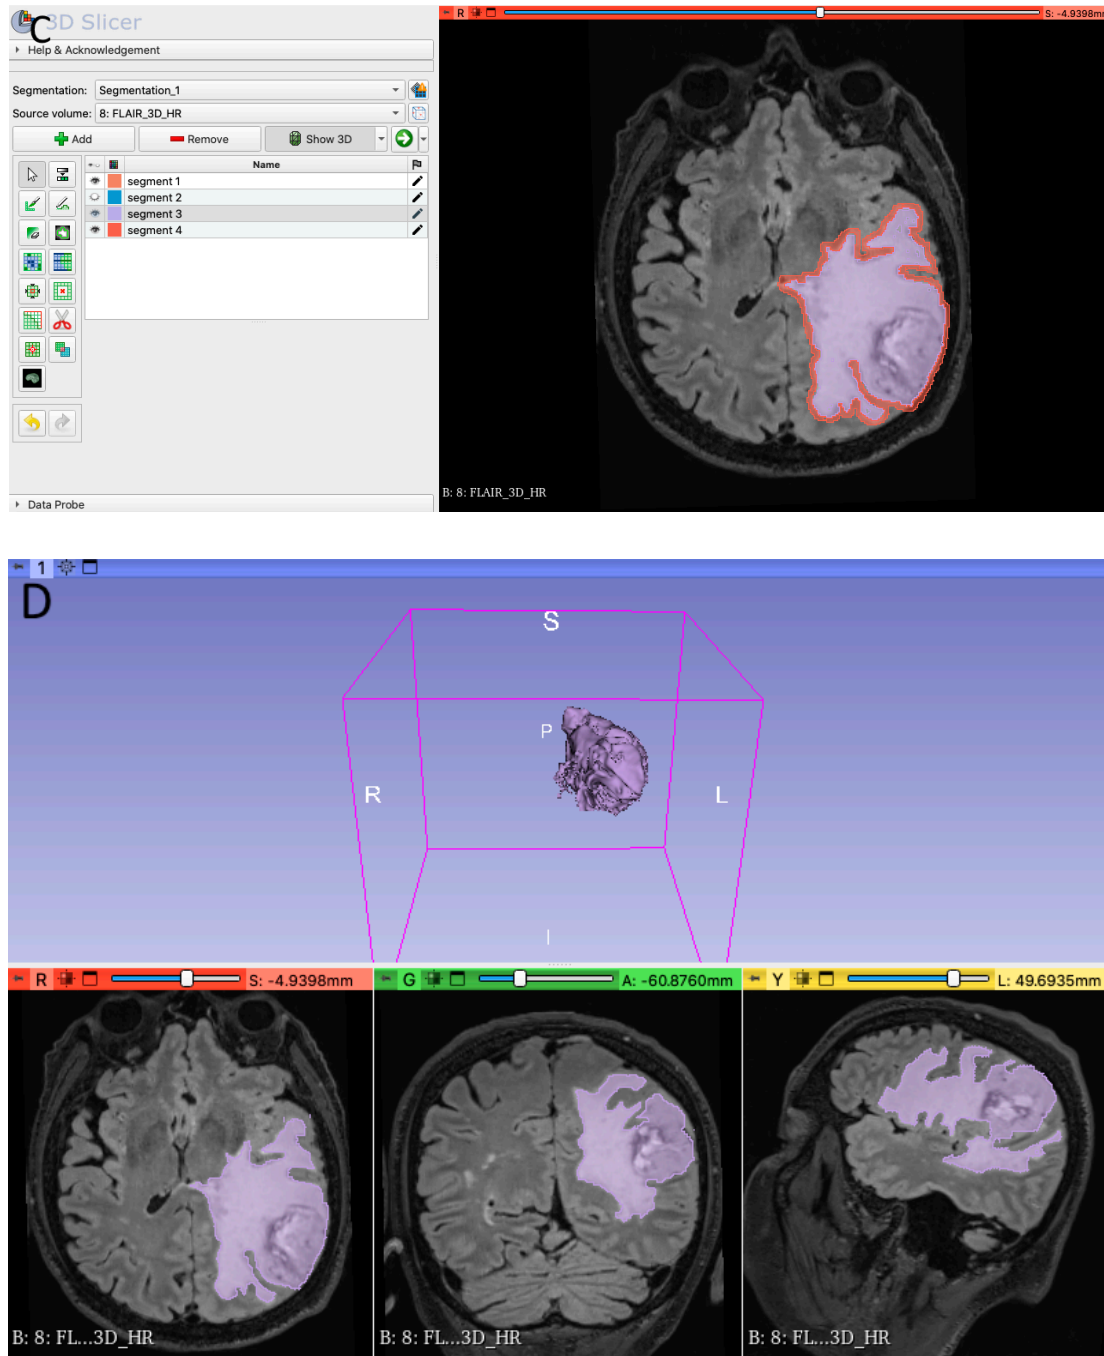 C
3D Slicer
Help & Acknowledgement
Segmentation: Segmentation_1
Source volume: 8: FLAIR_3D_HR
Add Remove Show 3D
Name
segment 1
segment 2
segment 3
segment 4
Data Probe
R S: -4.9398mm
B: 8: FLAIR_3D_HR
1
D
S
P
R L
I
R S: -4.9398mm G A: -60.8760mm Y L: 49.6935mm
B: 8: FL...3D_HR B: 8: FL...3D_HR B: 8: FL...3D_HR